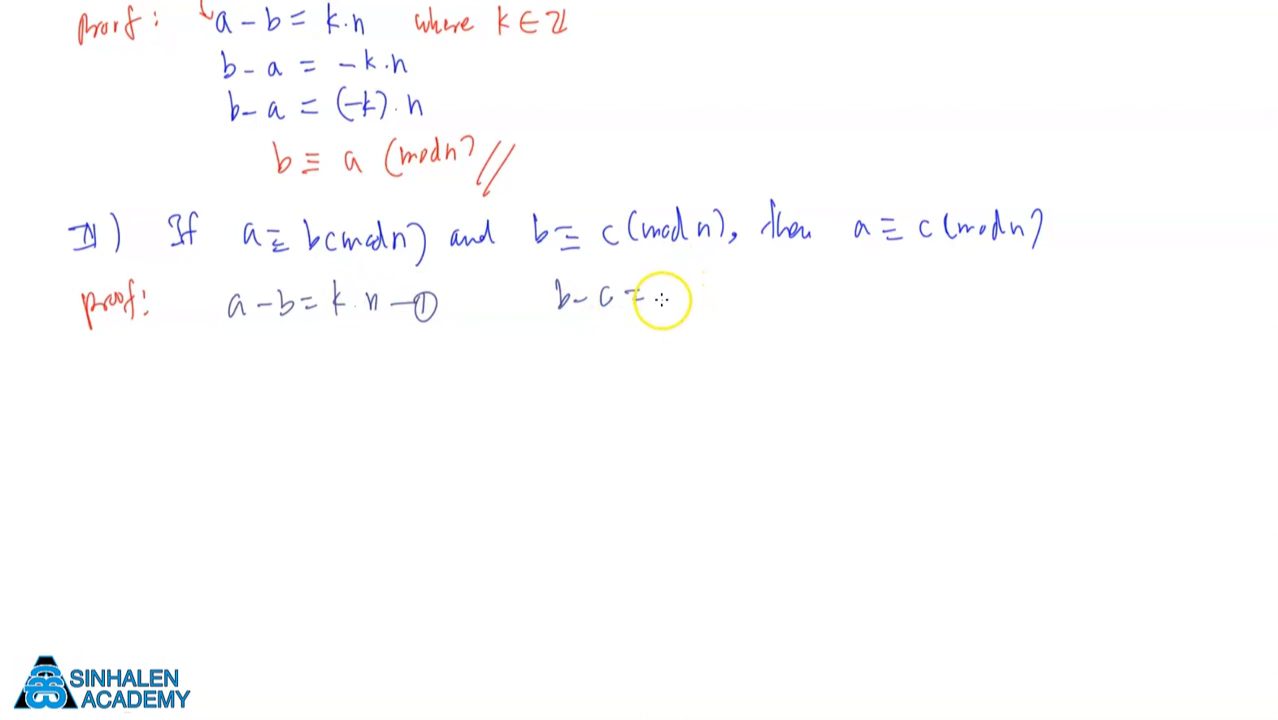 proof: a - b = k.n where k ∈ ℤ
b - a = -k.n
b - a = (-k).n
b ≡ a (mod n) //
II) If a ≡ b (mod n) and b ≡ c (mod n), then a ≡ c (mod n)
proof: a - b = k.n — ① b - c =
SINHALEN
ACADEMY